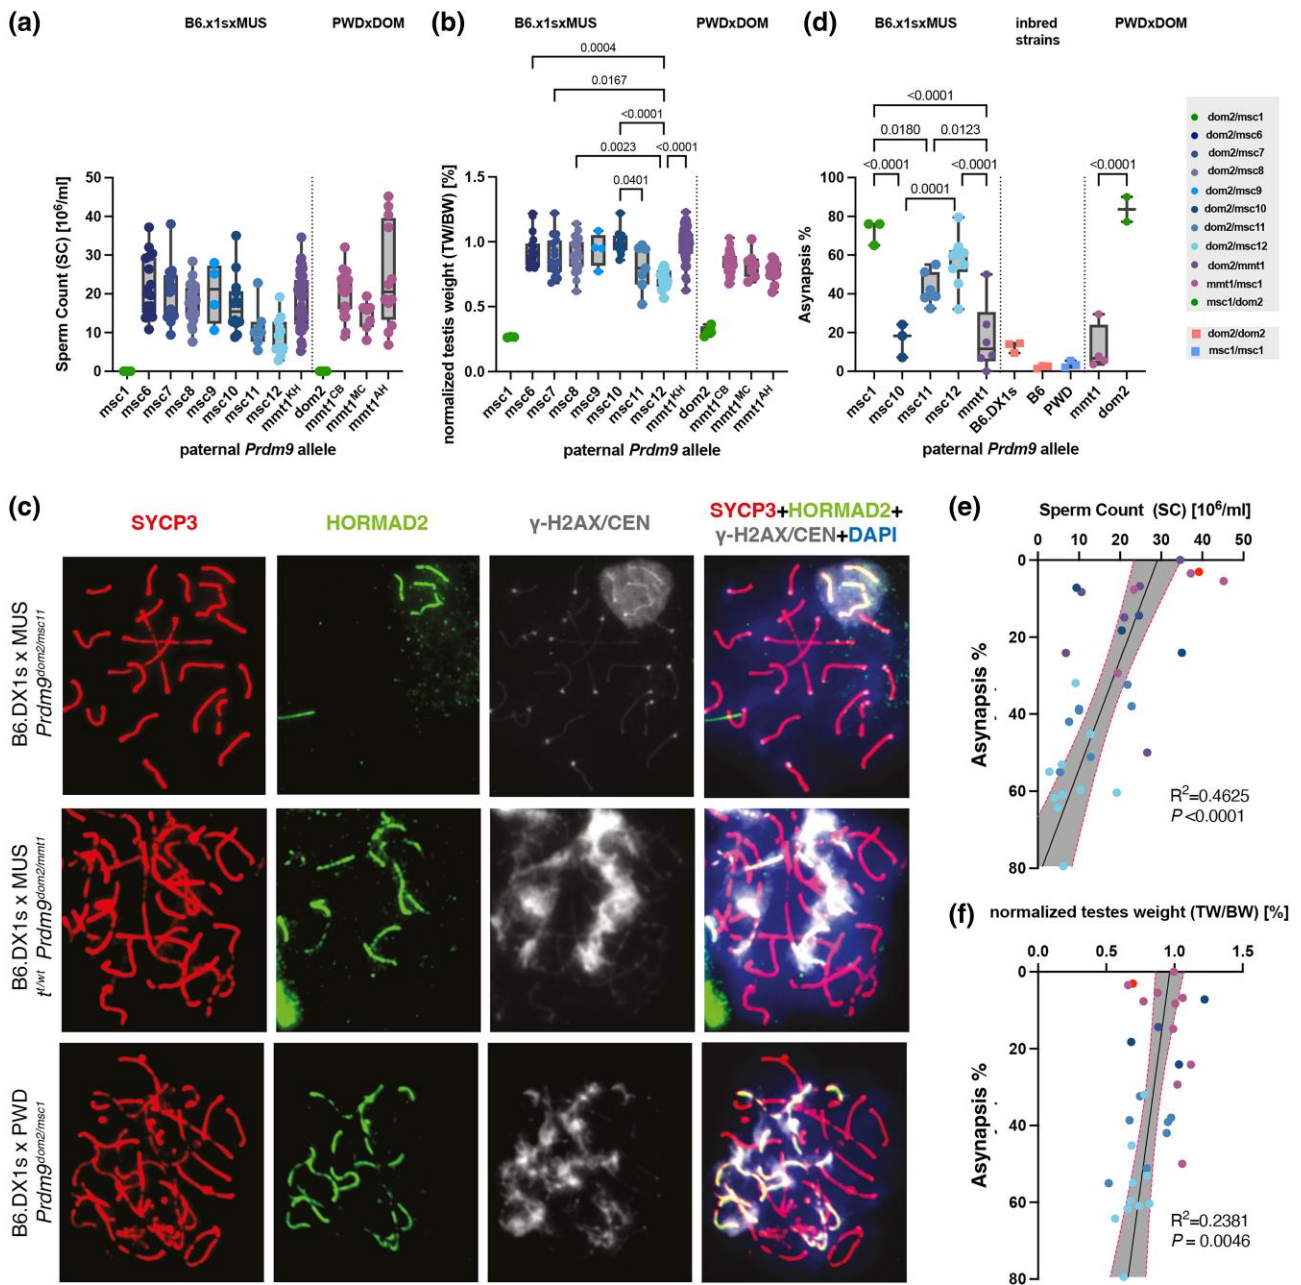 (a)
B6.x1sxMUS
PWDxDOM
Sperm Count (SC) [10⁶/ml]
50
40
30
20
10
0
msc1
msc6
msc7
msc8
msc9
msc10
msc11
msc12
mmt1ᴷᴴ
dom2
mmt1ᶜᴮ
mmt1ᴹᶜ
mmt1ᴬᴴ
paternal Prdm9 allele
(b)
B6.x1sxMUS
PWDxDOM
0.0004
0.0167
<0.0001
0.0023
<0.0001
0.0401
normalized testis weight (TW/BW) [%]
1.5
1.0
0.5
0.0
msc1
msc6
msc7
msc8
msc9
msc10
msc11
msc12
mmt1ᴷᴴ
dom2
mmt1ᶜᴮ
mmt1ᴹᶜ
mmt1ᴬᴴ
paternal Prdm9 allele
(d)
B6.x1sxMUS
inbred
strains
PWDxDOM
<0.0001
0.0180
0.0123
<0.0001
<0.0001
<0.0001
0.0001
Asynapsis %
100
80
60
40
20
0
msc1
msc10
msc11
msc12
mmt1
B6.DX1s
B6
PWD
mmt1
dom2
paternal Prdm9 allele
dom2/msc1
dom2/msc6
dom2/msc7
dom2/msc8
dom2/msc9
dom2/msc10
dom2/msc11
dom2/msc12
dom2/mmt1
mmt1/msc1
msc1/dom2
dom2/dom2
msc1/msc1
(c)
SYCP3
HORMAD2
γ-H2AX/CEN
SYCP3+HORMAD2+
γ-H2AX/CEN+DAPI
B6.DX1s x MUS
Prdm9 dom2/msc11
B6.DX1s x MUS
t t/wt Prdm9 dom2/mmt1
B6.DX1s x PWD
Prdm9 dom2/msc1
(e)
Sperm Count (SC) [10⁶/ml]
0 10 20 30 40 50
Asynapsis %
0
20
40
60
80
R²=0.4625
P<0.0001
(f)
normalized testes weight (TW/BW) [%]
0.0 0.5 1.0 1.5
Asynapsis %
0
20
40
60
80
R²=0.2381
P = 0.0046